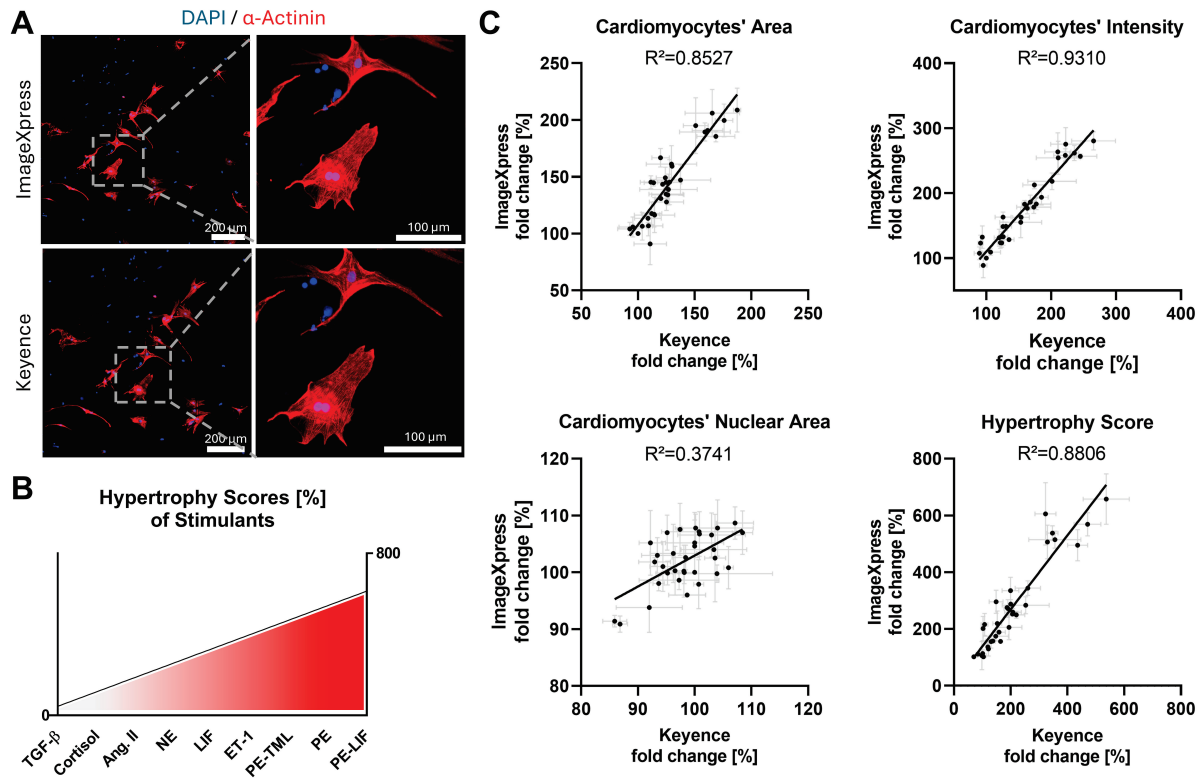 A
DAPI / α-Actinin
ImageXpress
200 μm
100 μm
Keyence
200 μm
100 μm
B
Hypertrophy Scores [%]
of Stimulants
800
0
TGF-β
Cortisol
Ang. II
NE
LIF
ET-1
PE-TML
PE
PE-LIF
C
Cardiomyocytes' Area
R²=0.8527
ImageXpress
fold change [%]
250
200
150
100
50
50
100
150
200
250
Keyence
fold change [%]
Cardiomyocytes' Intensity
R²=0.9310
ImageXpress
fold change [%]
400
300
200
100
100
200
300
400
Keyence
fold change [%]
Cardiomyocytes' Nuclear Area
R²=0.3741
ImageXpress
fold change [%]
120
110
100
90
80
80
90
100
110
120
Keyence
fold change [%]
Hypertrophy Score
R²=0.8806
ImageXpress
fold change [%]
800
600
400
200
0
0
200
400
600
800
Keyence
fold change [%]